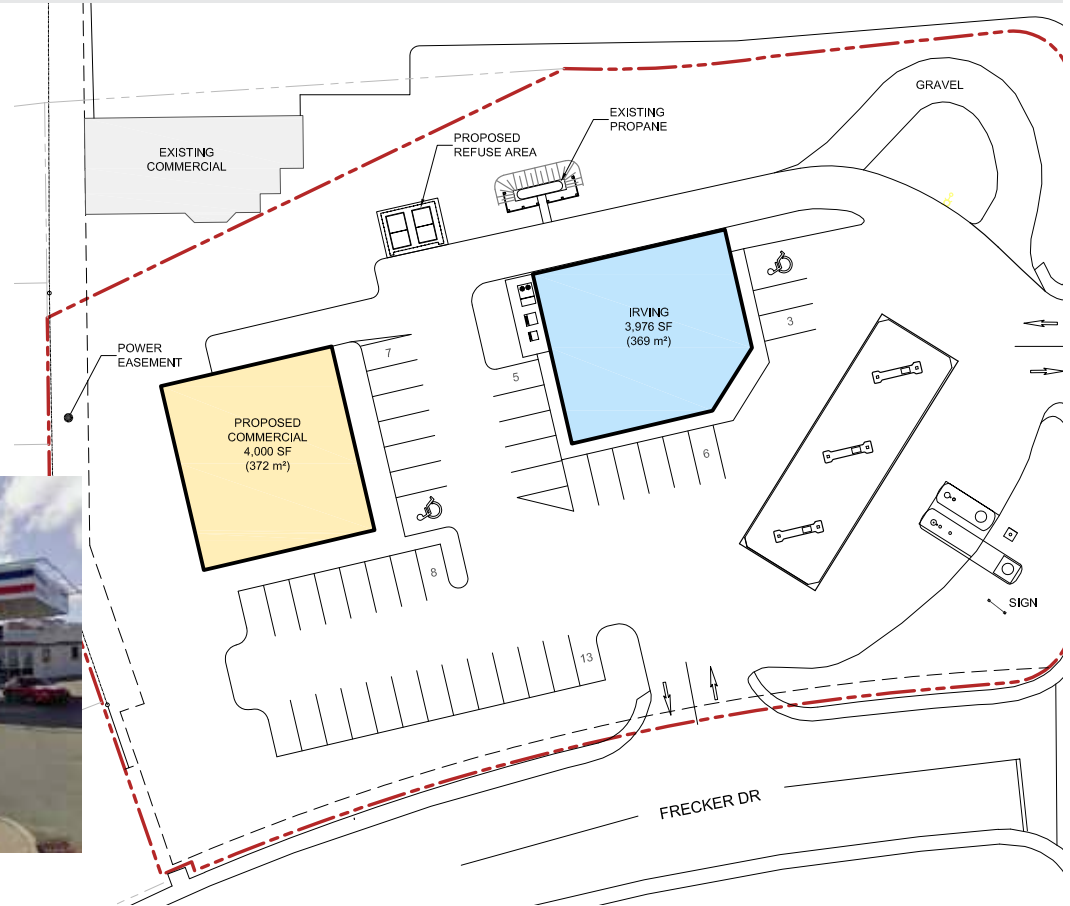 GRAVEL
EXISTING
PROPANE
PROPOSED
REFUSE AREA
EXISTING
COMMERCIAL
IRVING
3,976 SF
(369 m²)
3
POWER
EASEMENT
7
5
PROPOSED
COMMERCIAL
4,000 SF
(372 m²)
6
8
SIGN
13
FRECKER DR